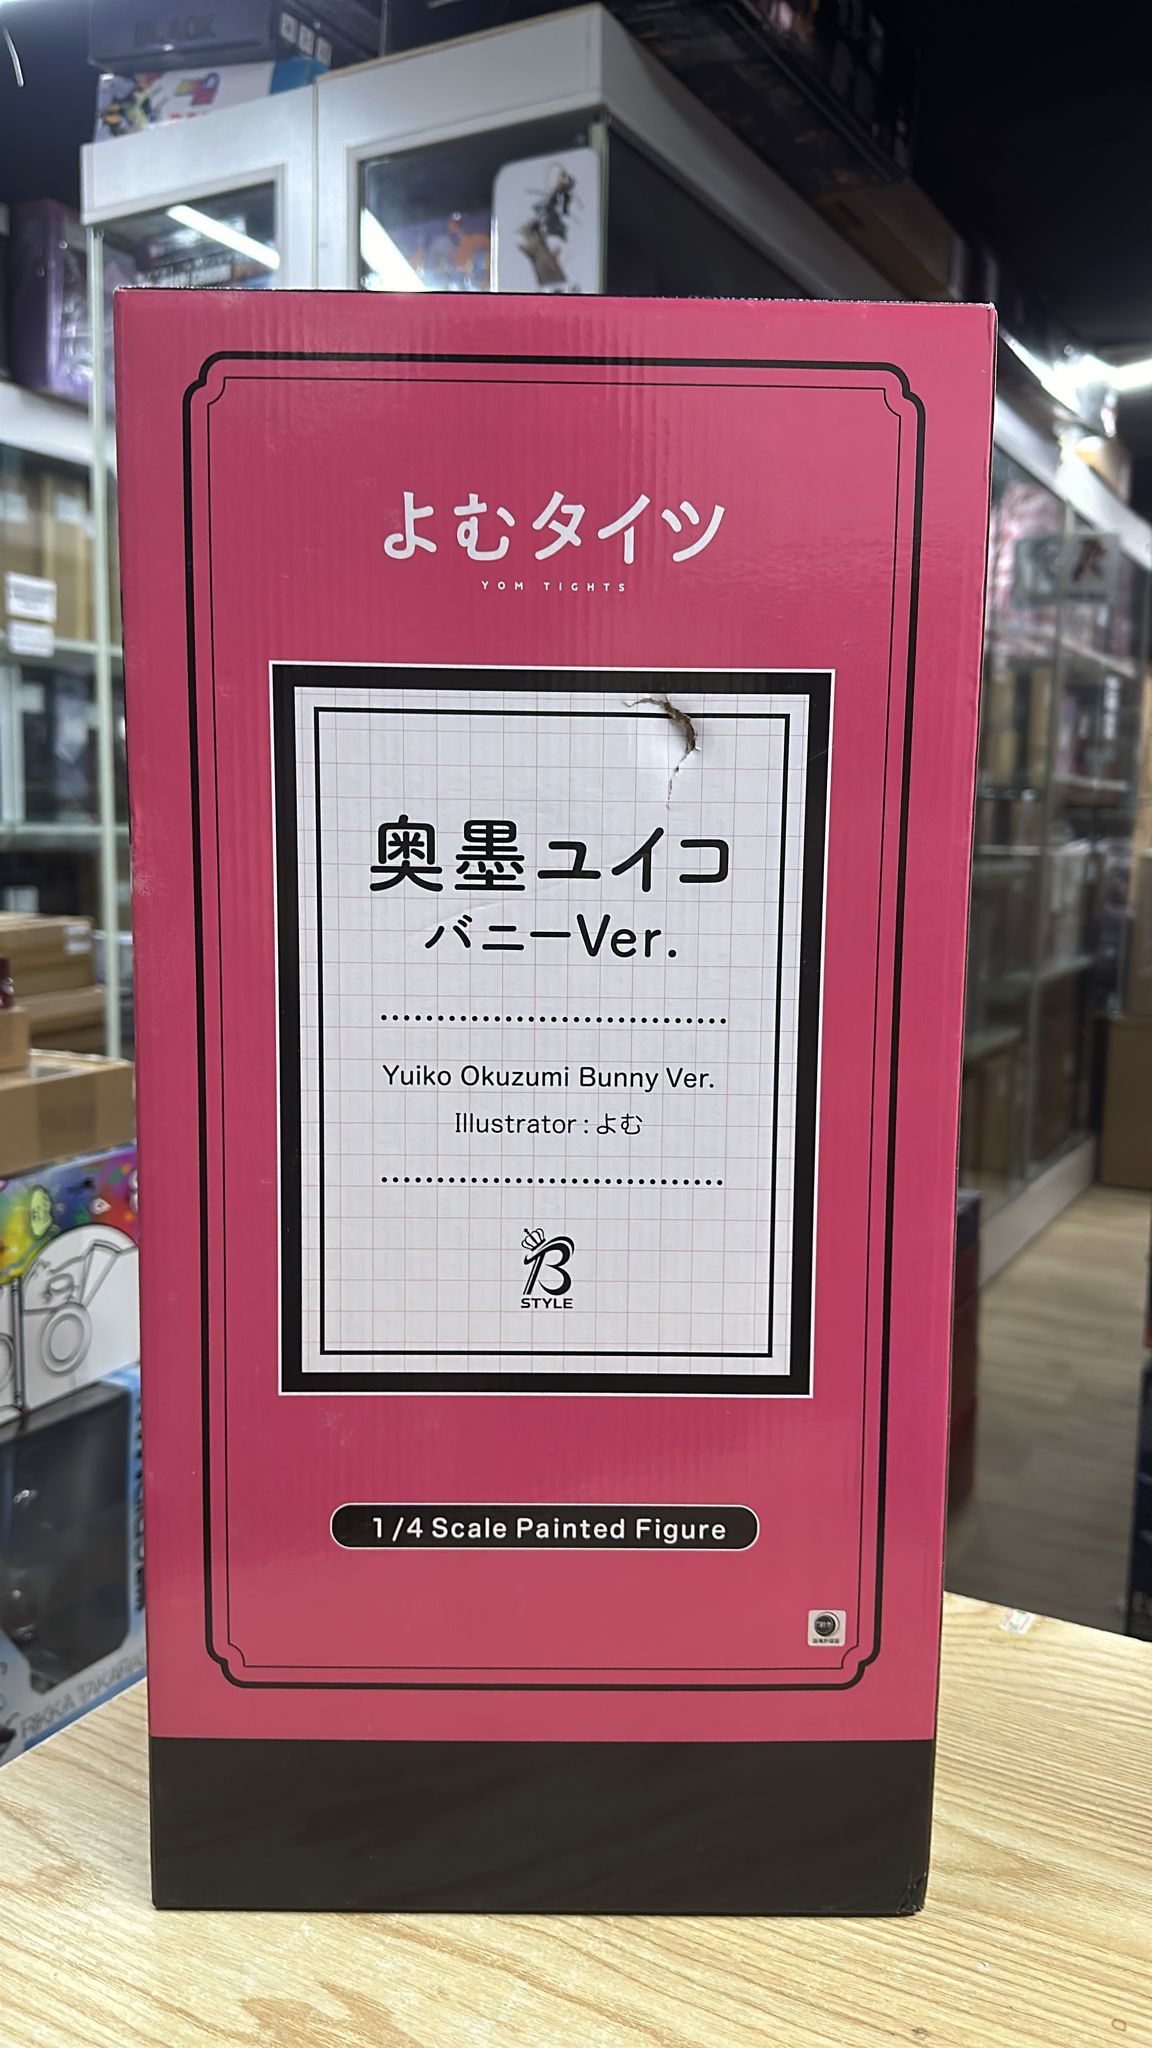 よむタイツ
YOM TIGHTS
奥墨ユイコ
バニーVer.
Yuiko Okuzumi Bunny Ver.
Illustrator : よむ
B
STYLE
1/4 Scale Painted Figure